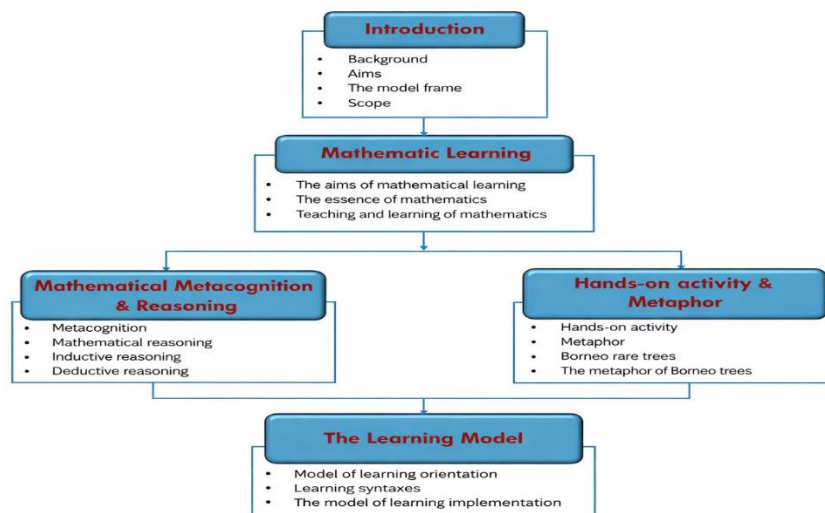 Introduction
• Background
• Aims
• The model frame
• Scope
Mathematic Learning
• The aims of mathematical learning
• The essence of mathematics
• Teaching and learning of mathematics
Mathematical Metacognition
& Reasoning
• Metacognition
• Mathematical reasoning
• Inductive reasoning
• Deductive reasoning
Hands-on activity &
Metaphor
• Hands-on activity
• Metaphor
• Borneo rare trees
• The metaphor of Borneo trees
The Learning Model
• Model of learning orientation
• Learning syntaxes
• The model of learning implementation